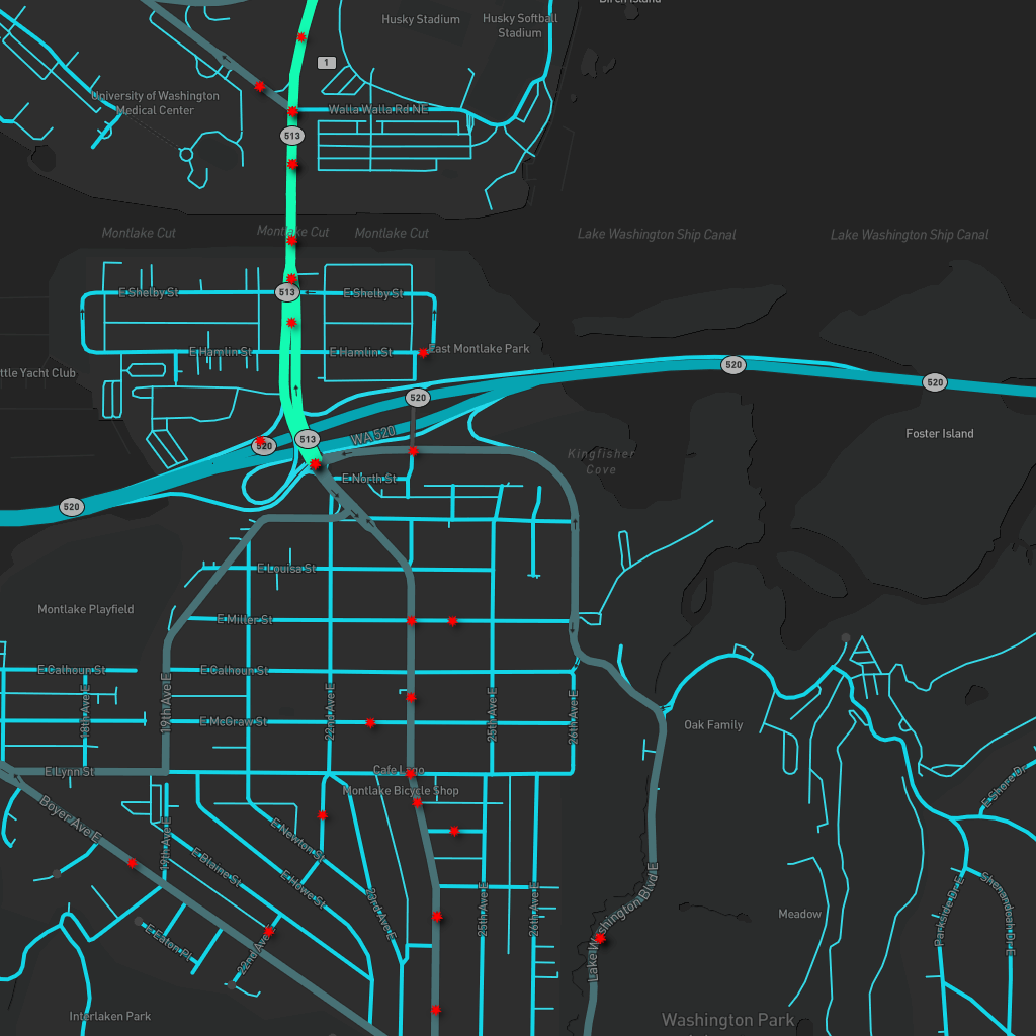 Birch Island
Husky Stadium
Husky Softball
Stadium
1
University of Washington
Medical Center
Walla Walla Rd NE
513
Montlake Cut
Montlake Cut
Montlake Cut
Lake Washington Ship Canal
Lake Washington Ship Canal
E Shelby St
513
E Shelby St
E Hamlin St
E Hamlin St
East Montlake Park
ttle Yacht Club
520
520
520
513
WA 520
520
Foster Island
Kingfisher
Cove
E North St
520
E Louisa St
Montlake Playfield
E Miller St
E Calhoun St
E Calhoun St
18th Ave E
19th Ave E
22nd Ave E
25th Ave E
26th Ave E
E McGraw St
Oak Family
E Lynn St
Cafe Lago
Montlake Bicycle Shop
E Shore Dr
Boyer Ave E
19th Ave E
E Newton St
E Blaine St
E Howe St
23rd Ave E
25th Ave E
26th Ave E
Lake Washington Blvd E
Meadow
Parkside Dr E
Shenandoah Dr E
E Eaton Pl
22nd Ave E
Interlaken Park
Washington Park